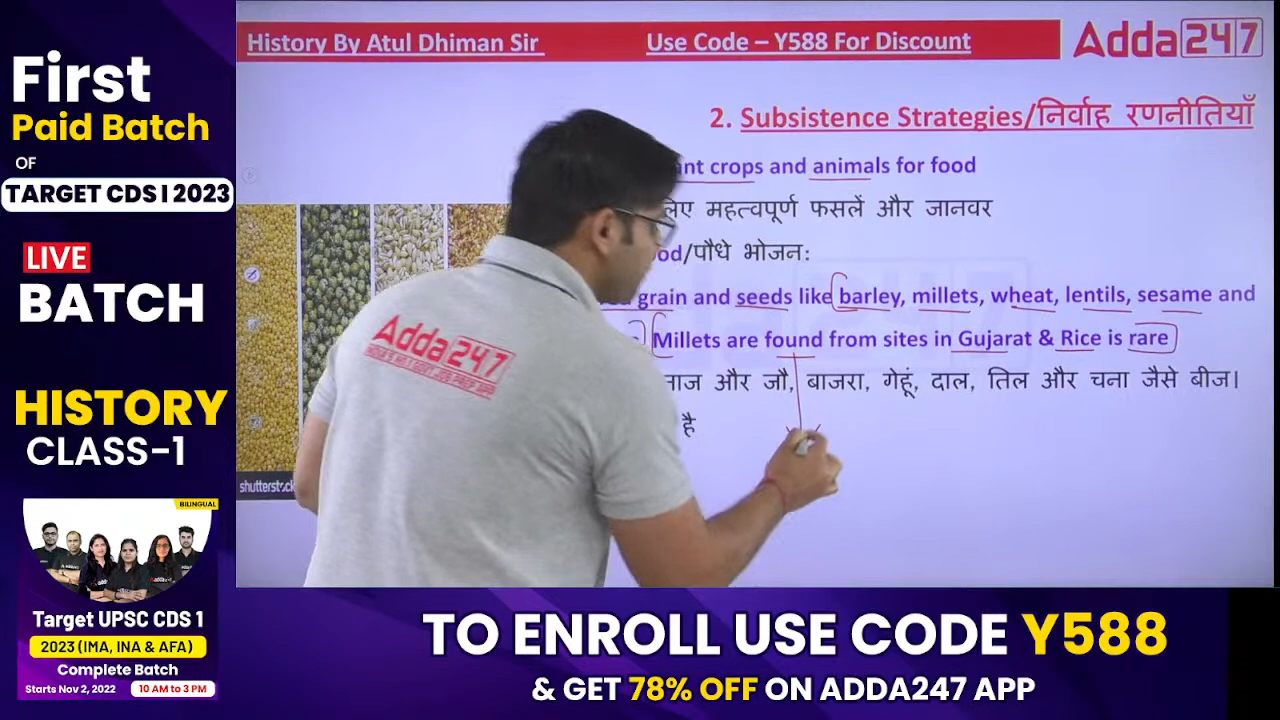 First
Paid Batch
OF
TARGET CDS I 2023
LIVE
BATCH
HISTORY
CLASS-1
BILINGUAL
Target UPSC CDS 1
2023 (IMA, INA & AFA)
Complete Batch
Starts Nov 2, 2022 10 AM to 3 PM
History By Atul Dhiman Sir Use Code – Y588 For Discount
Adda247
2. Subsistence Strategies/निर्वाह रणनीतियाँ
crops and animals for food
महत्वपूर्ण फसलें और जानवर
/पौधे भोजन:
grain and seeds like barley, millets, wheat, lentils, sesame and
Millets are found from sites in Gujarat & Rice is rare
और जौ, बाजरा, गेहूं, दाल, तिल और चना जैसे बीज।
है
Adda247
shutterstock
TO ENROLL USE CODE Y588
& GET 78% OFF ON ADDA247 APP